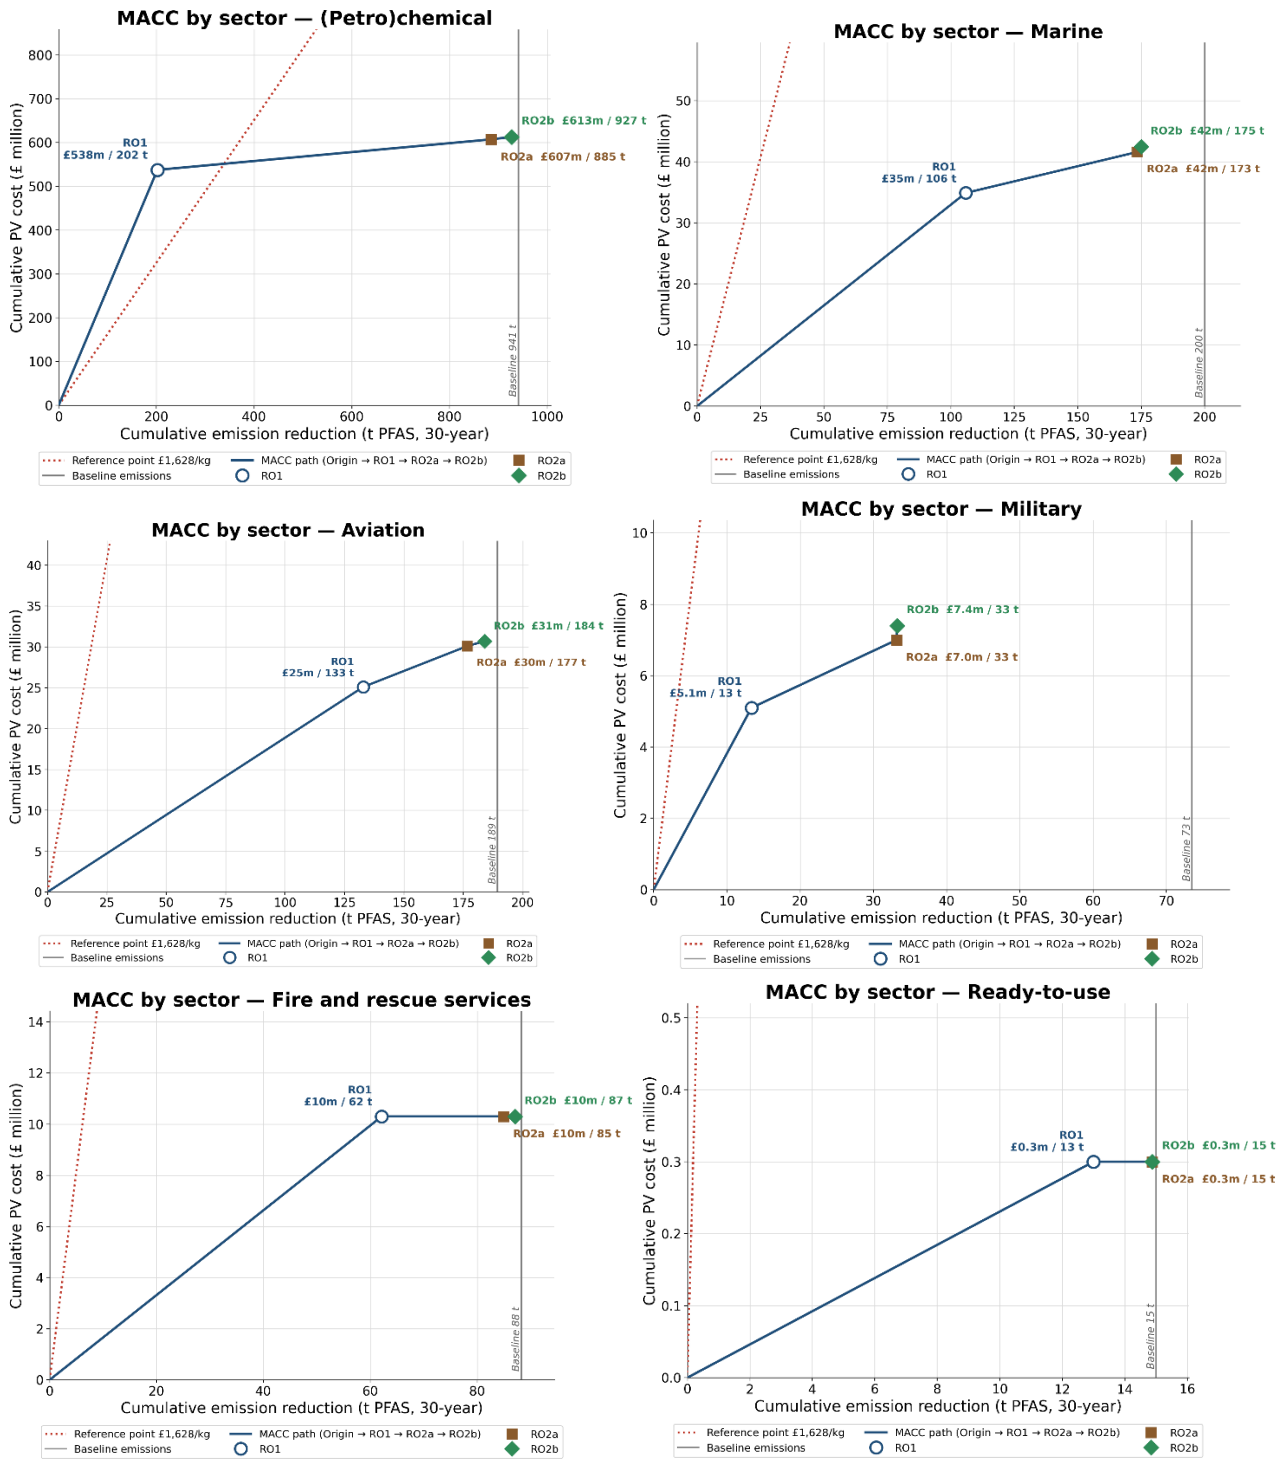 MACC by sector — (Petro)chemical
Cumulative PV cost (£ million)
800
700
600
500
400
300
200
100
0
RO1
£538m / 202 t
RO2b £613m / 927 t
RO2a £607m / 885 t
Baseline 941 t
0 200 400 600 800 1000
Cumulative emission reduction (t PFAS, 30-year)
Reference point £1,628/kg
Baseline emissions
MACC path (Origin → RO1 → RO2a → RO2b)
RO1
RO2a
RO2b
MACC by sector — Marine
Cumulative PV cost (£ million)
50
40
30
20
10
0
RO1
£35m / 106 t
RO2b £42m / 175 t
RO2a £42m / 173 t
Baseline 200 t
0 25 50 75 100 125 150 175 200
Cumulative emission reduction (t PFAS, 30-year)
Reference point £1,628/kg
Baseline emissions
MACC path (Origin → RO1 → RO2a → RO2b)
RO1
RO2a
RO2b
MACC by sector — Aviation
Cumulative PV cost (£ million)
40
35
30
25
20
15
10
5
0
RO1
£25m / 133 t
RO2b £31m / 184 t
RO2a £30m / 177 t
Baseline 189 t
0 25 50 75 100 125 150 175 200
Cumulative emission reduction (t PFAS, 30-year)
Reference point £1,628/kg
Baseline emissions
MACC path (Origin → RO1 → RO2a → RO2b)
RO1
RO2a
RO2b
MACC by sector — Military
Cumulative PV cost (£ million)
10
8
6
4
2
0
RO1
£5.1m / 13 t
RO2b £7.4m / 33 t
RO2a £7.0m / 33 t
Baseline 73 t
0 10 20 30 40 50 60 70
Cumulative emission reduction (t PFAS, 30-year)
Reference point £1,628/kg
Baseline emissions
MACC path (Origin → RO1 → RO2a → RO2b)
RO1
RO2a
RO2b
MACC by sector — Fire and rescue services
Cumulative PV cost (£ million)
14
12
10
8
6
4
2
0
RO1
£10m / 62 t
RO2b £10m / 87 t
RO2a £10m / 85 t
Baseline 88 t
0 20 40 60 80
Cumulative emission reduction (t PFAS, 30-year)
Reference point £1,628/kg
Baseline emissions
MACC path (Origin → RO1 → RO2a → RO2b)
RO1
RO2a
RO2b
MACC by sector — Ready-to-use
Cumulative PV cost (£ million)
0.5
0.4
0.3
0.2
0.1
0.0
RO1
£0.3m / 13 t
RO2b £0.3m / 15 t
RO2a £0.3m / 15 t
Baseline 15 t
0 2 4 6 8 10 12 14 16
Cumulative emission reduction (t PFAS, 30-year)
Reference point £1,628/kg
Baseline emissions
MACC path (Origin → RO1 → RO2a → RO2b)
RO1
RO2a
RO2b